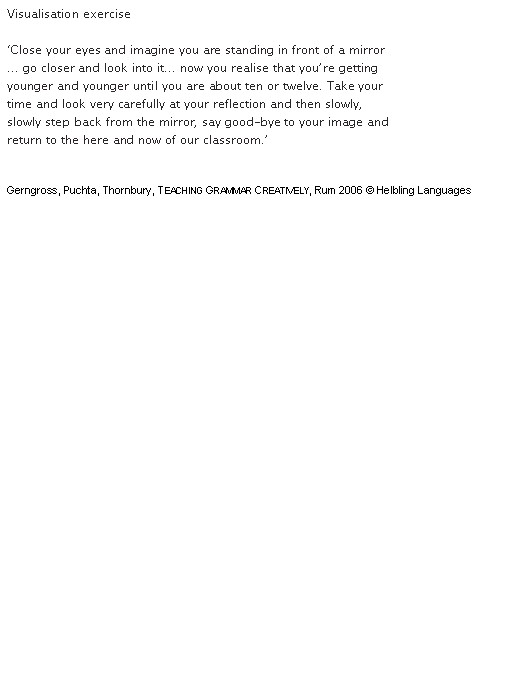 Visualisation exercise
‘Close your eyes and imagine you are standing in front of a mirror
… go closer and look into it… now you realise that you’re getting
younger and younger until you are about ten or twelve. Take your
time and look very carefully at your reflection and then slowly,
slowly step back from the mirror, say good-bye to your image and
return to the here and now of our classroom.’
Gerngross, Puchta, Thornbury, TEACHING GRAMMAR CREATIVELY, Rum 2006 © Helbling Languages